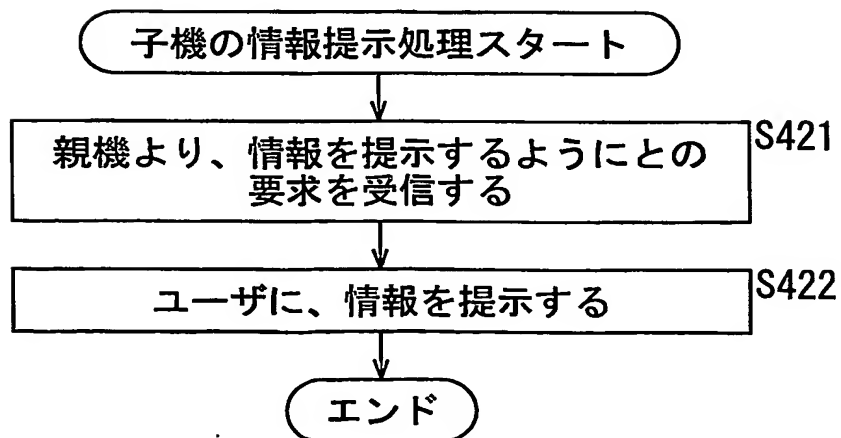 子機の情報提示処理スタート
親機より、情報を提示するようにとの
要求を受信する
S421
ユーザに、情報を提示する
S422
エンド